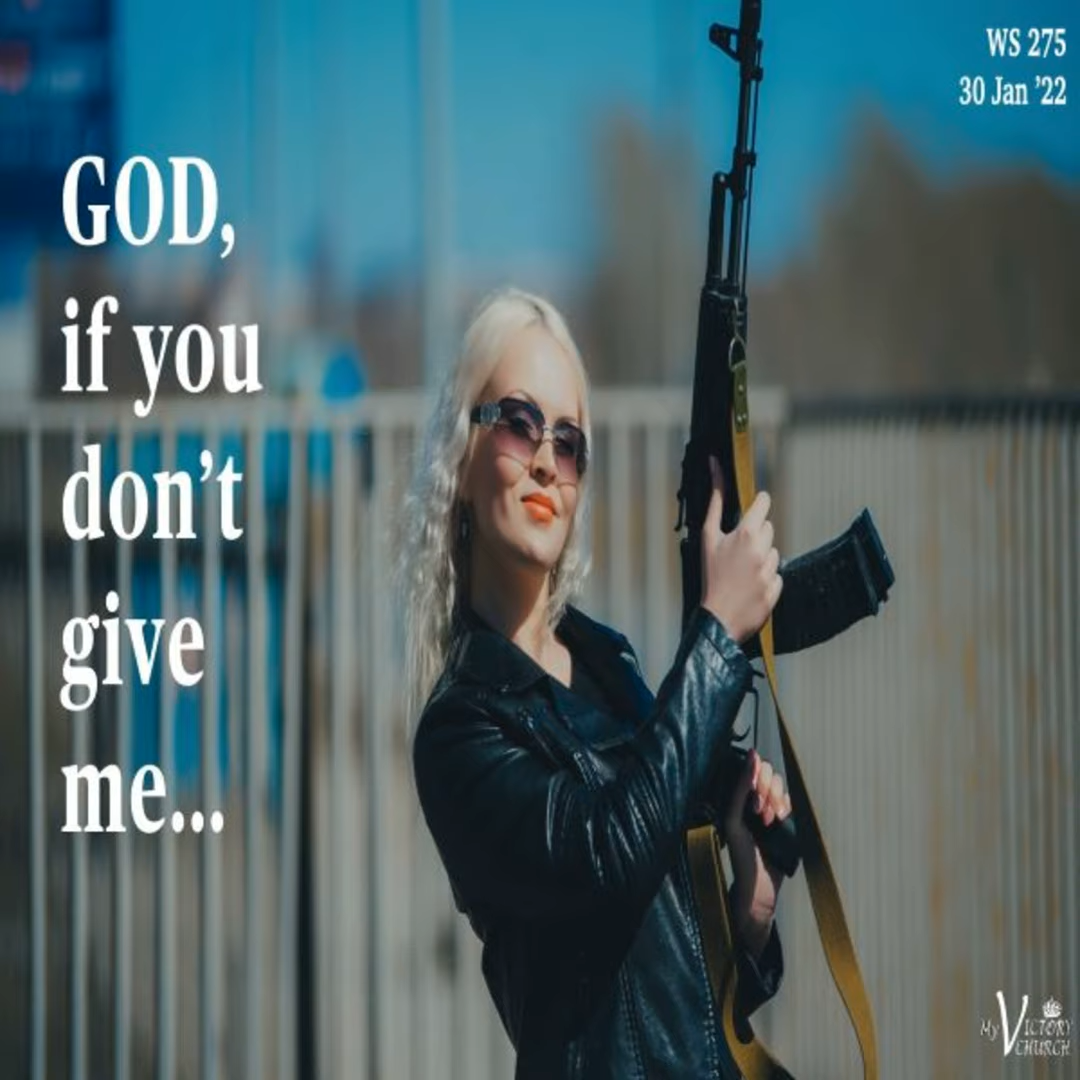 WS 275
30 Jan ’22
GOD,
if you
don’t
give
me...
My VICTORY
CHURCH